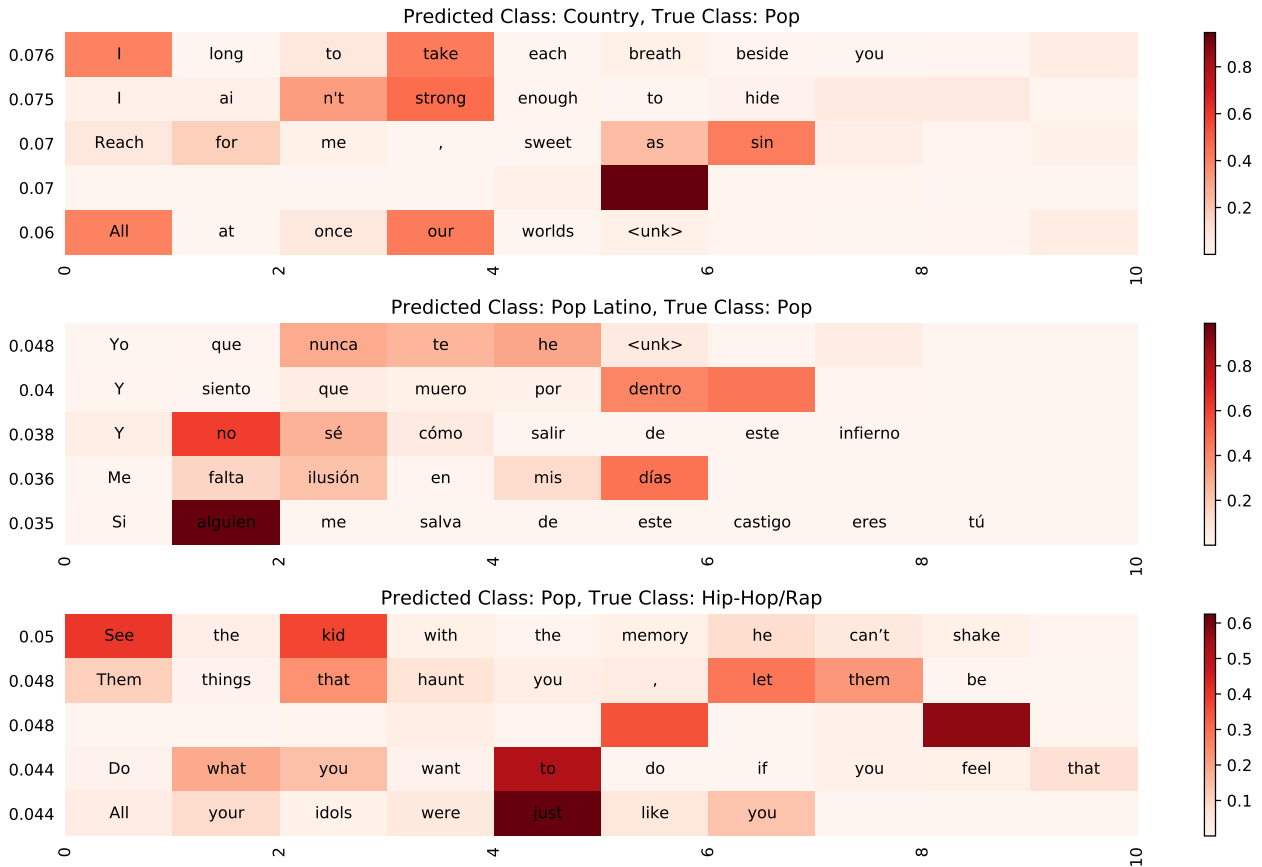 Predicted Class: Country, True Class: Pop
0.076 I long to take each breath beside you
0.075 I ai n't strong enough to hide
0.07 Reach for me , sweet as sin
0.07
0.06 All at once our worlds <unk>
0 2 4 6 8 10
0.8
0.6
0.4
0.2
Predicted Class: Pop Latino, True Class: Pop
0.048 Yo que nunca te he <unk>
0.04 Y siento que muero por dentro
0.038 Y no sé cómo salir de este infierno
0.036 Me falta ilusión en mis días
0.035 Si alguien me salva de este castigo eres tú
0 2 4 6 8 10
0.8
0.6
0.4
0.2
Predicted Class: Pop, True Class: Hip-Hop/Rap
0.05 See the kid with the memory he can’t shake
0.048 Them things that haunt you , let them be
0.048
0.044 Do what you want to do if you feel that
0.044 All your idols were just like you
0 2 4 6 8 10
0.6
0.5
0.4
0.3
0.2
0.1